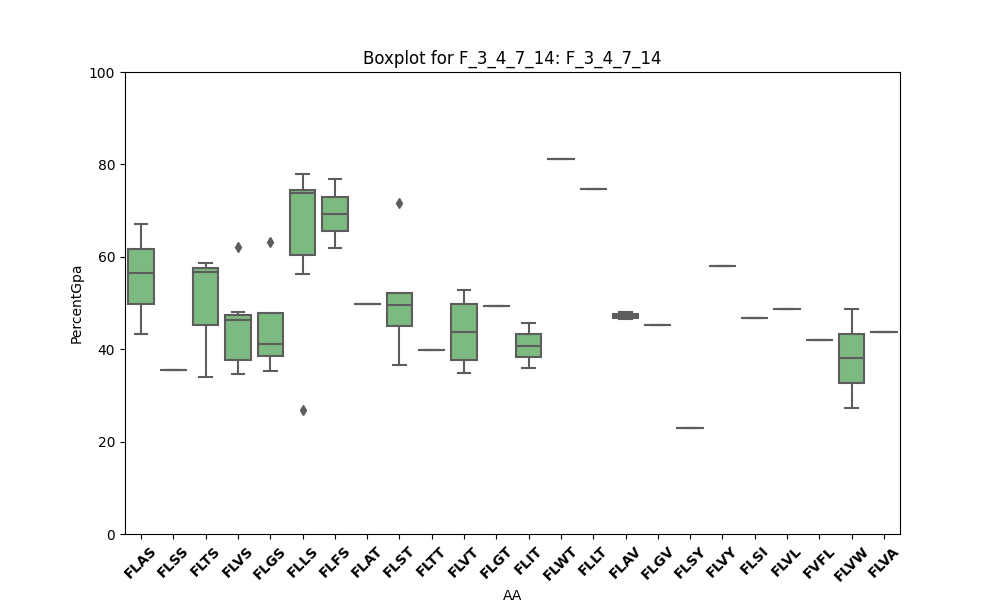 Boxplot for F_3_4_7_14: F_3_4_7_14
100
80
60
40
20
0
PercentGpa
FLAS FLSS FLTS FLVS FLGS FLLS FLFS FLAT FLST FLTT FLVT FLGT FLIT FLWT FLLT FLAV FLGV FLSY FLVY FLSI FLVL FVFL FLVW FLVA
AA